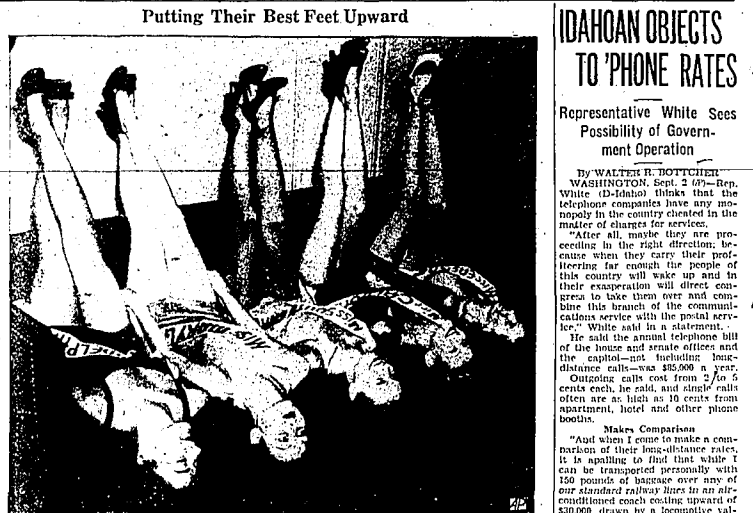 Putting Their Best Feet Upward
MISS
AP
IDAHOAN OBJECTS
TO 'PHONE RATES
Representative White Sees
Possibility of Govern-
ment Operation
By WALTER R. BOTTCHER
WASHINGTON, Sept. 2 (AP)—Rep.
White (D-Idaho) thinks that the
telephone companies have any mo-
nopoly in the country cheated in the
matter of charges for services.
"After all, maybe they are pro-
ceeding in the right direction; be-
cause when they carry their prof-
iteering far enough the people of
this country will wake up and in
their exasperation will direct con-
gress to take them over and com-
bine this branch of the communi-
cations service with the postal serv-
ice," White said in a statement.
He said the annual telephone bill
of the house and senate offices and
the capitol—not including long-
distance calls—was $85,000 a year.
Outgoing calls cost from 2 to 5
cents each, he said, and single calls
often are as high as 10 cents from
apartment, hotel and other phone
booths.
Makes Comparison
"And when I come to make a com-
parison of their long-distance rates,
it is apalling to find that while I
can be transported personally with
150 pounds of baggage over any of
our standard railway lines in an air-
conditioned coach costing upward of
$30,000 drawn by a locomotive val-